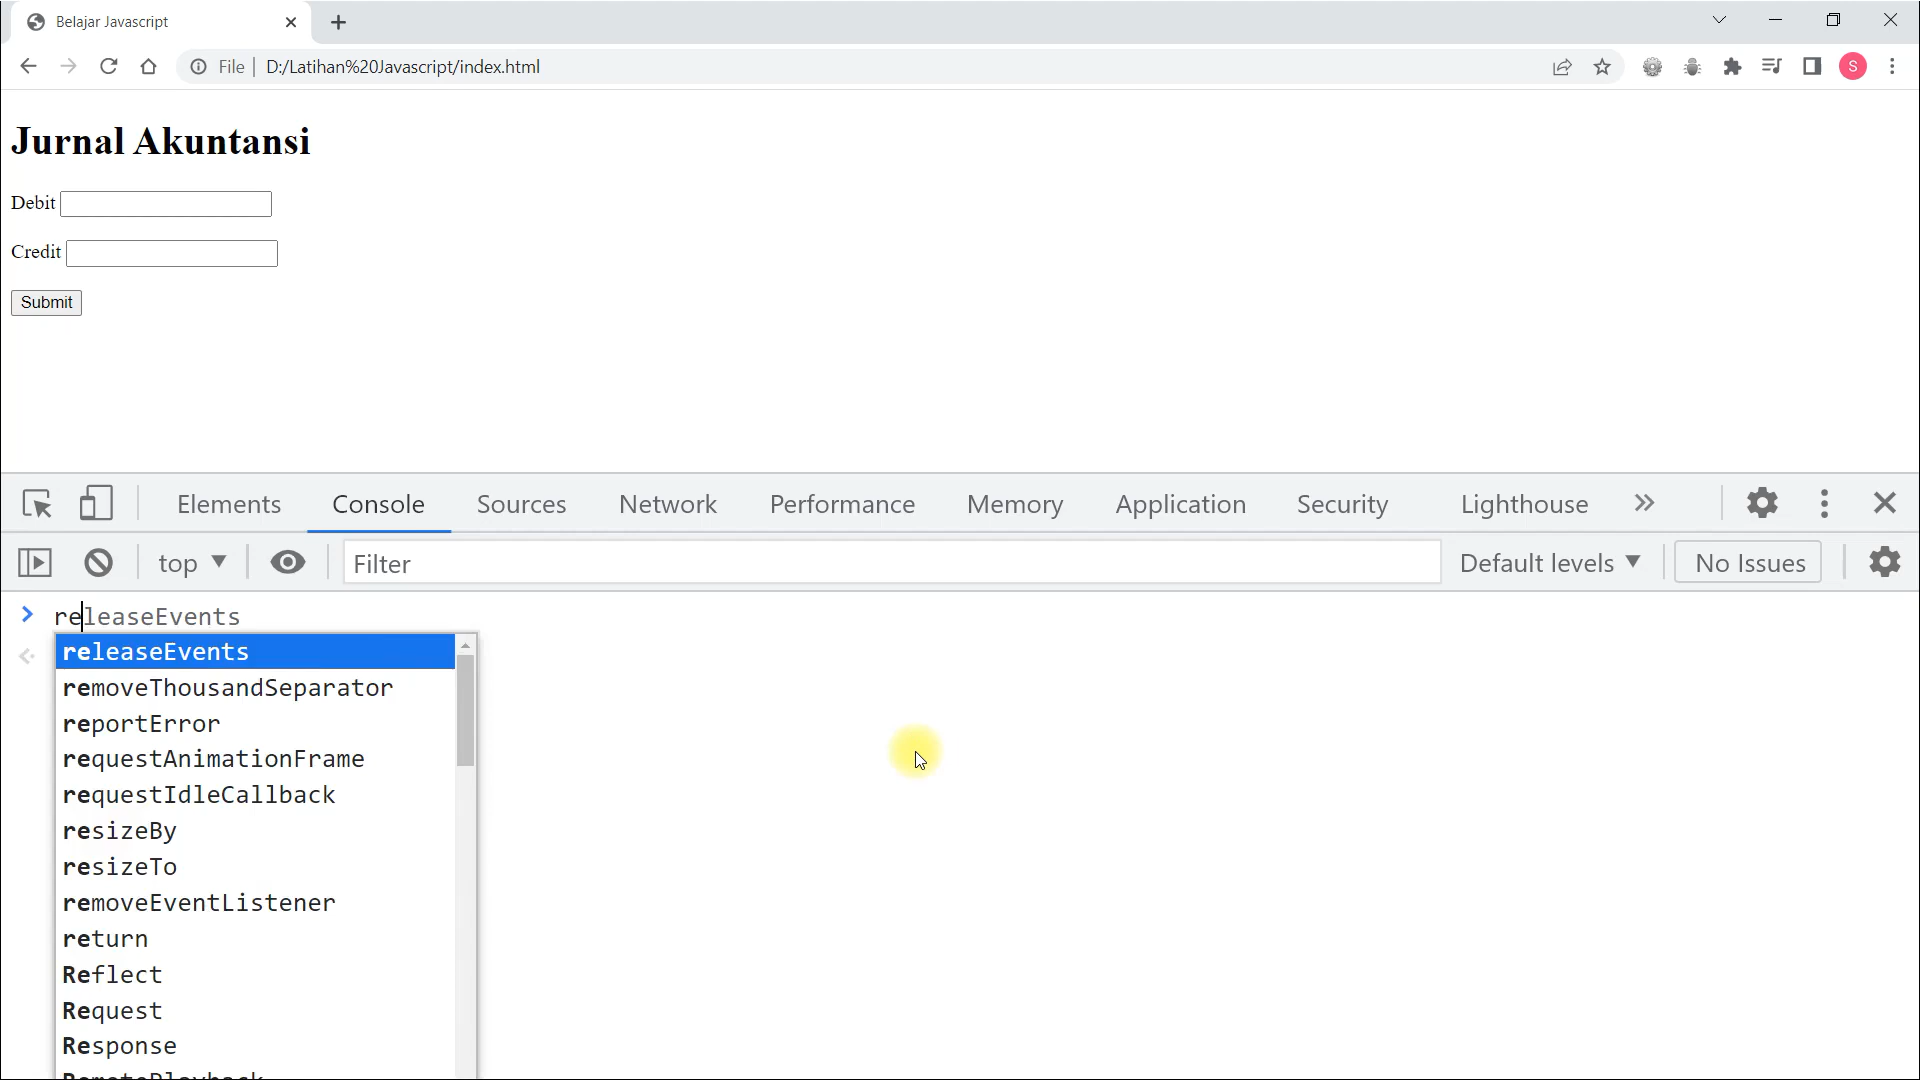 Belajar Javascript
File | D:/Latihan%20Javascript/index.html
S
Jurnal Akuntansi
Debit
Credit
Submit
Elements Console Sources Network Performance Memory Application Security Lighthouse
top Filter Default levels No Issues
releaseEvents
releaseEvents
removeThousandSeparator
reportError
requestAnimationFrame
requestIdleCallback
resizeBy
resizeTo
removeEventListener
return
Reflect
Request
Response
RemotePlayback